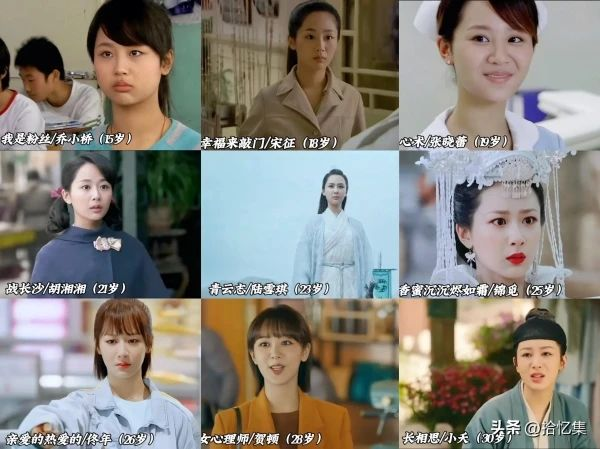 我是粉丝/乔小桥（15岁）
幸福来敲门/宋征（18岁）
心术/张晓蕾（19岁）
战长沙/胡湘湘（21岁）
青云志/陆雪琪（23岁）
香蜜沉沉烬如霜/锦觅（25岁）
亲爱的热爱的/佟年（26岁）
女心理师/贺顿（28岁）
长相思/小夭（30岁）
头条 @拾忆集